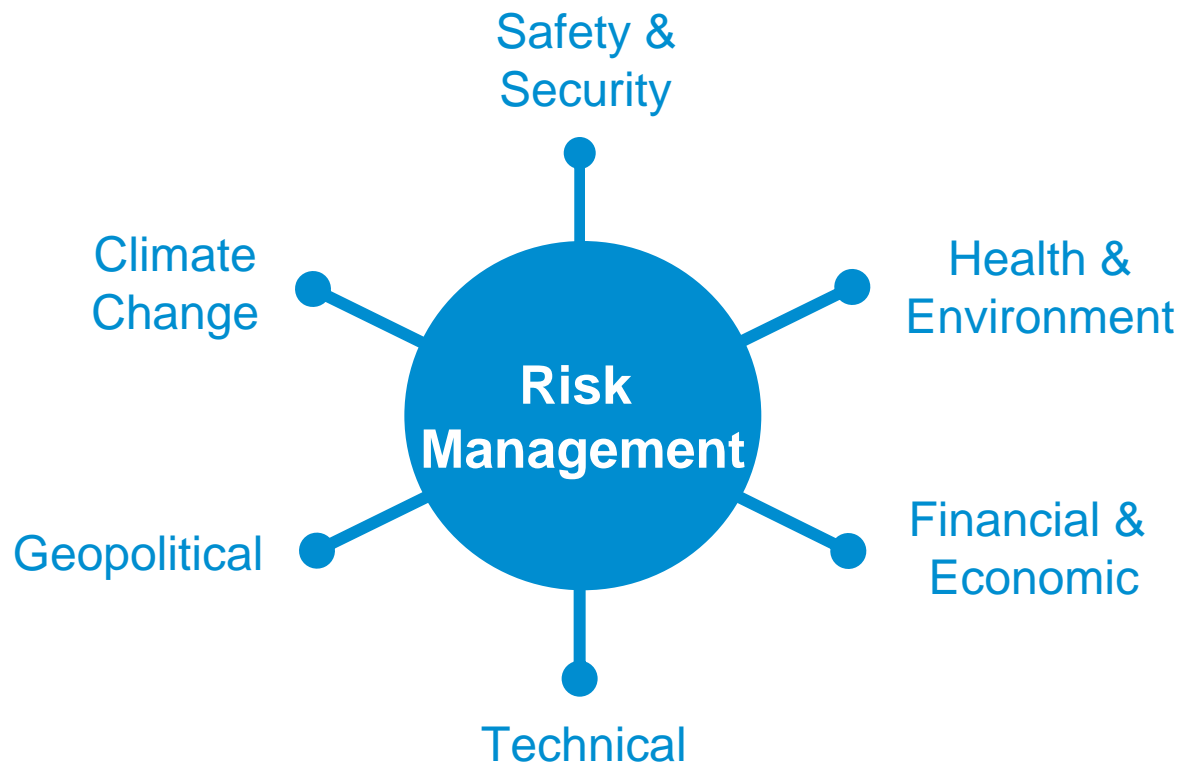 Safety &
Security
Climate
Change
Health &
Environment
Risk
Management
Geopolitical
Financial &
Economic
Technical